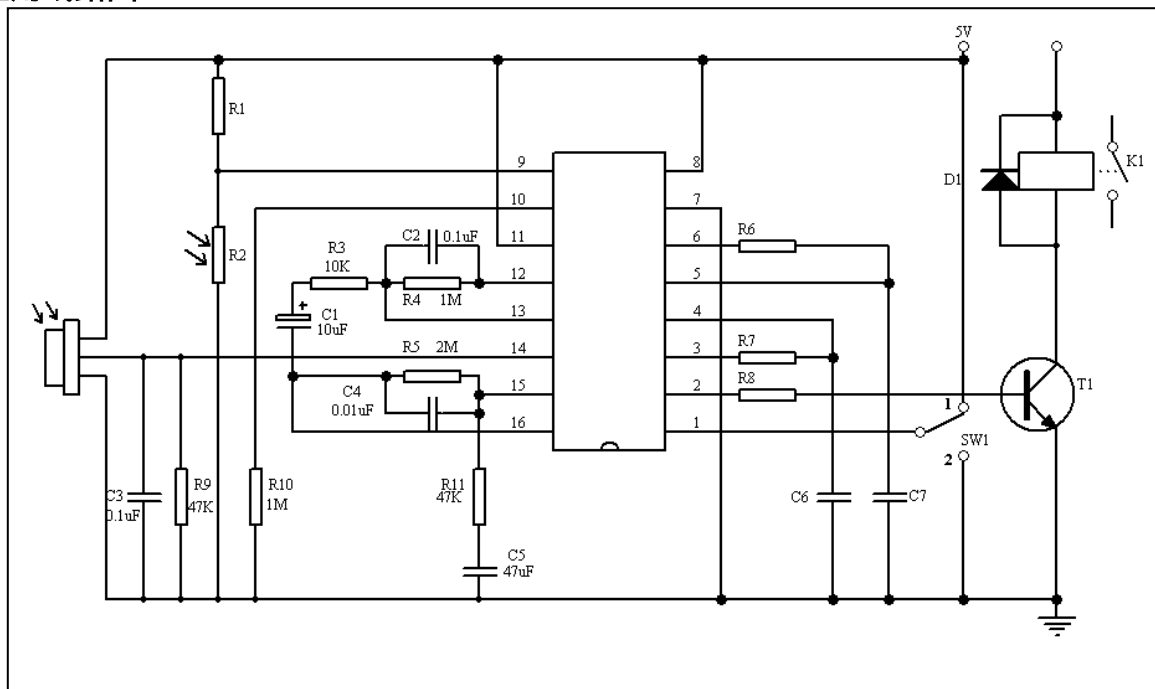 5V
R1
D1
K1
9
8
10
7
R2
C2
0.1uF
11
6
R6
R3
10K
12
5
R4 1M
C1
10uF
13
4
R5 2M
14
3
R7
C4
0.01uF
15
2
R8
T1
16
1
1
SW1
2
C3
0.1uF
R9
47K
R10
1M
R11
47K
C6
C7
C5
47uF